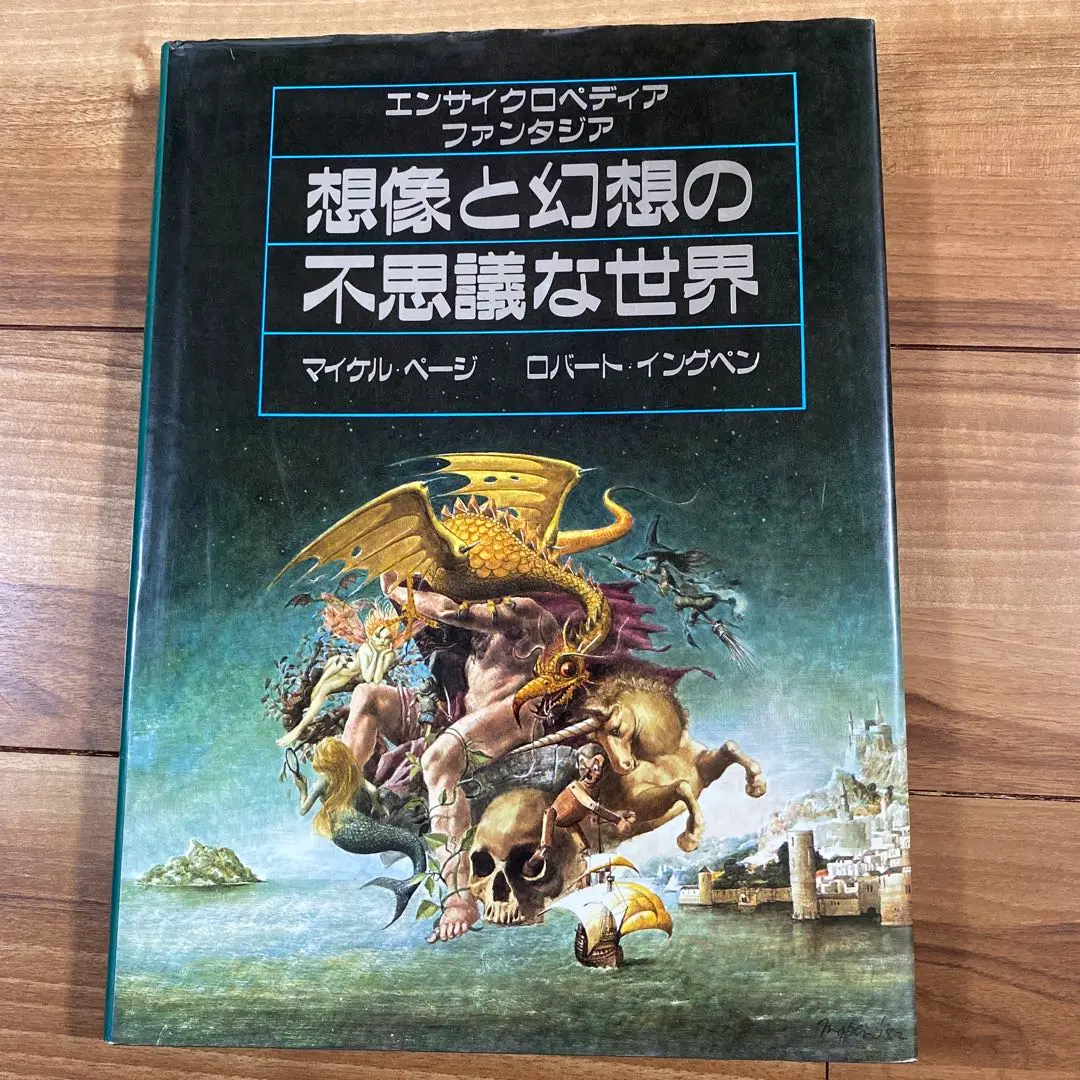 エンサイクロペディア
ファンタジア
想像と幻想の
不思議な世界
マイケル・ページ　ロバート・イングペン